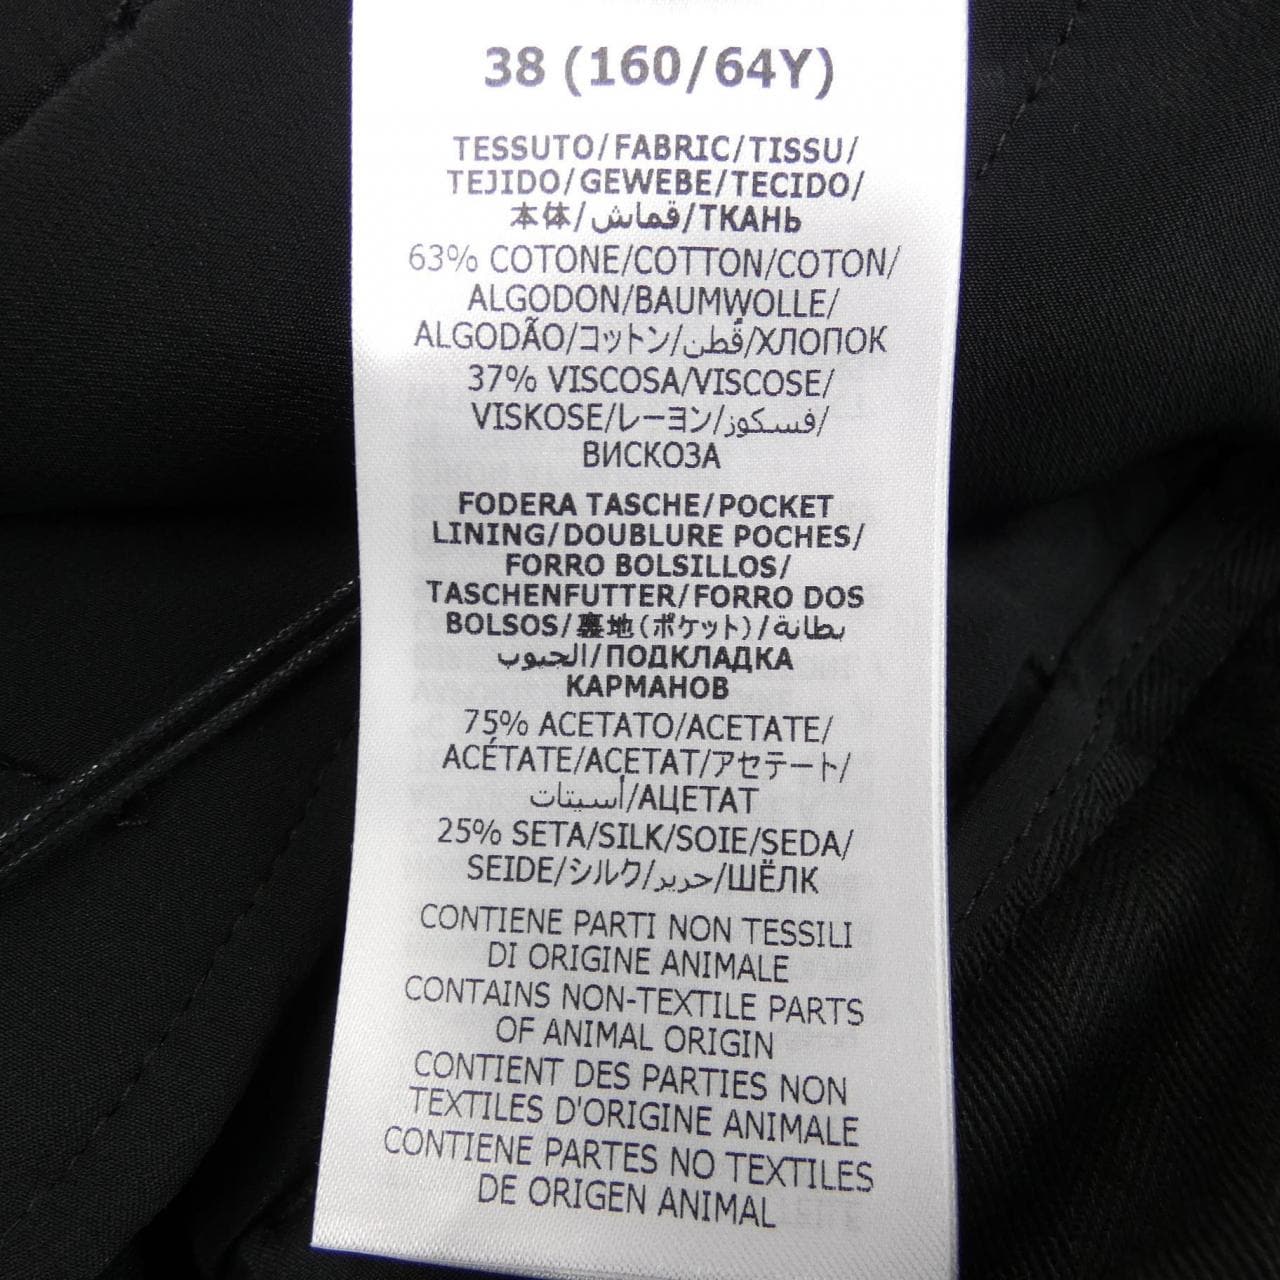 38 (160/64Y)
TESSUTO/FABRIC/TISSU/
TEJIDO/GEWEBE/TECIDO/
本体/قماش/ТКАНЬ
63% COTONE/COTTON/COTON/
ALGODON/BAUMWOLLE/
ALGODÃO/コットン/قُطن/ХЛОПОК
37% VISCOSA/VISCOSE/
VISKOSE/レーヨン/فسكوز/
ВИСКОЗА
FODERA TASCHE/POCKET
LINING/DOUBLURE POCHES/
FORRO BOLSILLOS/
TASCHENFUTTER/FORRO DOS
BOLSOS/裏地(ポケット)/بطانة
الجيوب/ПОДКЛАДКА
КАРМАНОВ
75% ACETATO/ACETATE/
ACÉTATE/ACETAT/アセテート/
أسيتات/АЦЕТАТ
25% SETA/SILK/SOIE/SEDA/
SEIDE/シルク/حرير/ШЁЛК
CONTIENE PARTI NON TESSILI
DI ORIGINE ANIMALE
CONTAINS NON-TEXTILE PARTS
OF ANIMAL ORIGIN
CONTIENT DES PARTIES NON
TEXTILES D'ORIGINE ANIMALE
CONTIENE PARTES NO TEXTILES
DE ORIGEN ANIMAL